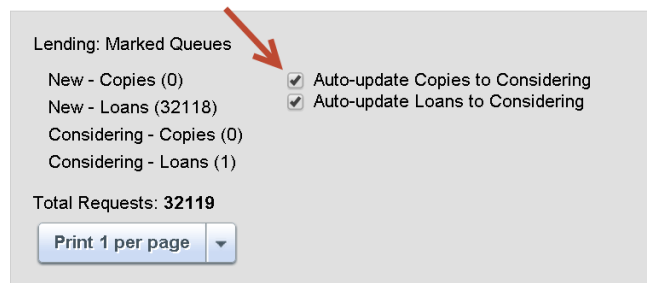 Lending: Marked Queues
New - Copies (0)
Auto-update Copies to Considering
New - Loans (32118)
Auto-update Loans to Considering
Considering - Copies (0)
Considering - Loans (1)
Total Requests: 32119
Print 1 per page